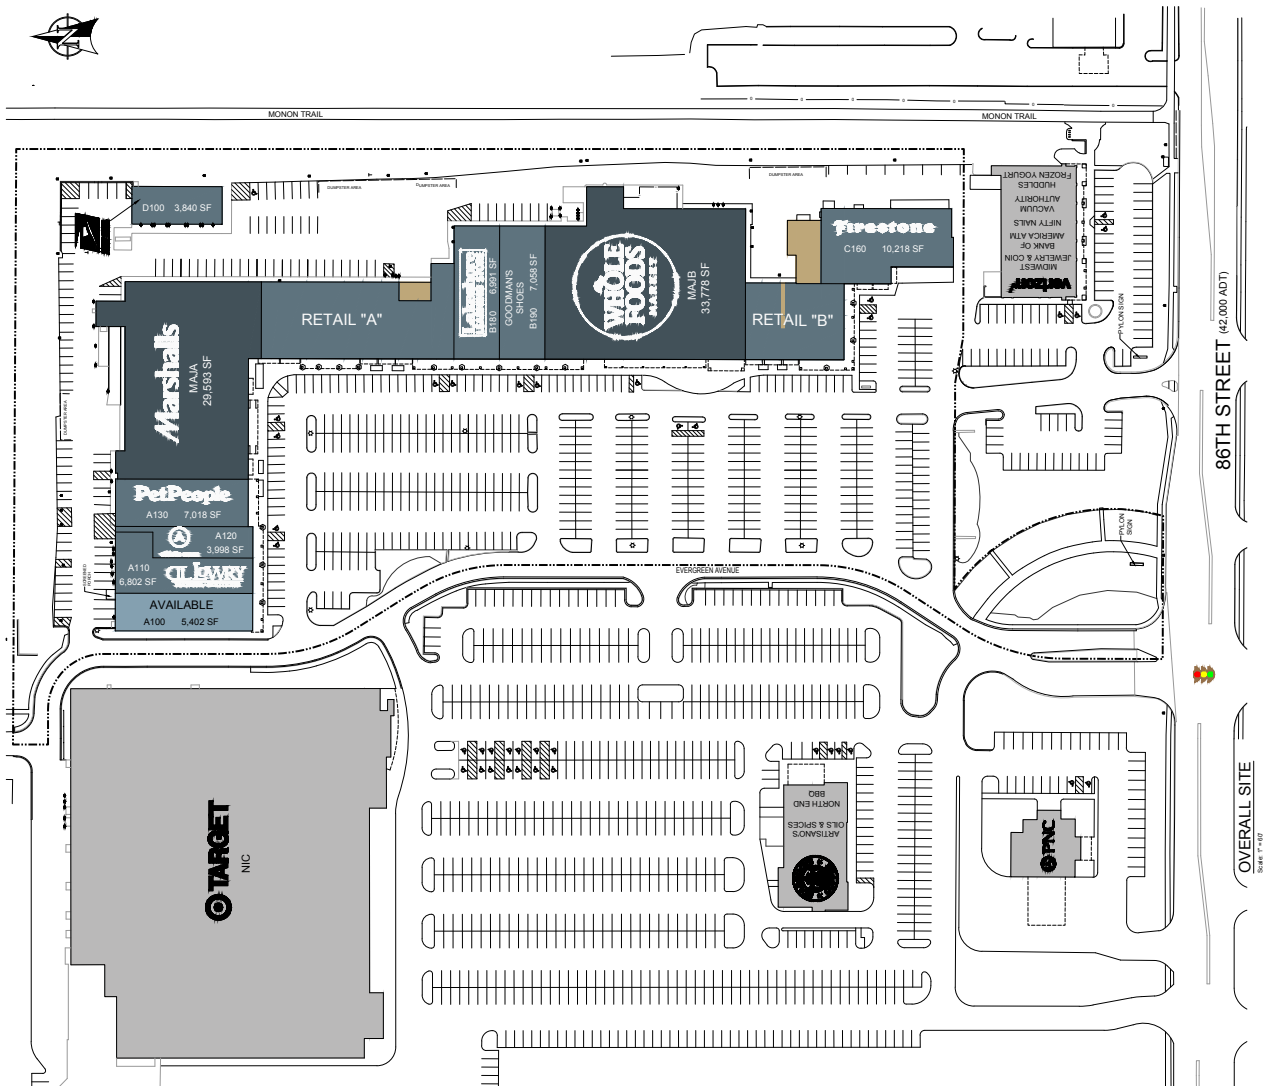 MONON TRAIL
MONON TRAIL
DUMPSTER AREA
DUMPSTER AREA
DUMPSTER AREA
D100 3,840 SF
Firestone
C160 10,218 SF
FROZEN YOGURT
HUDDLES
AUTHORITY
VACUUM
NIFTY NAILS
AMERICA ATM
BANK OF
JEWELRY & COIN
MIDWEST
verizon
RETAIL "A"
B180 6,991 SF
GOODMAN'S
SHOES
B190 7,058 SF
WHOLE
FOODS
MARKET
MAJB
33,778 SF
RETAIL "B"
PYLON SIGN
86TH STREET (42,000 ADT)
Marshalls
MAJA
29,593 SF
DUMPSTER AREA
PetPeople
A130 7,018 SF
A
A120
3,998 SF
A110
6,802 SF
AVAILABLE
A100 5,402 SF
EVERGREEN AVENUE
PYLON
SIGN
TARGET
NIC
BBQ
NORTH END
OILS & SPICES
ARTISANO'S
PNC
OVERALL SITE
Scale: 1" = 60'